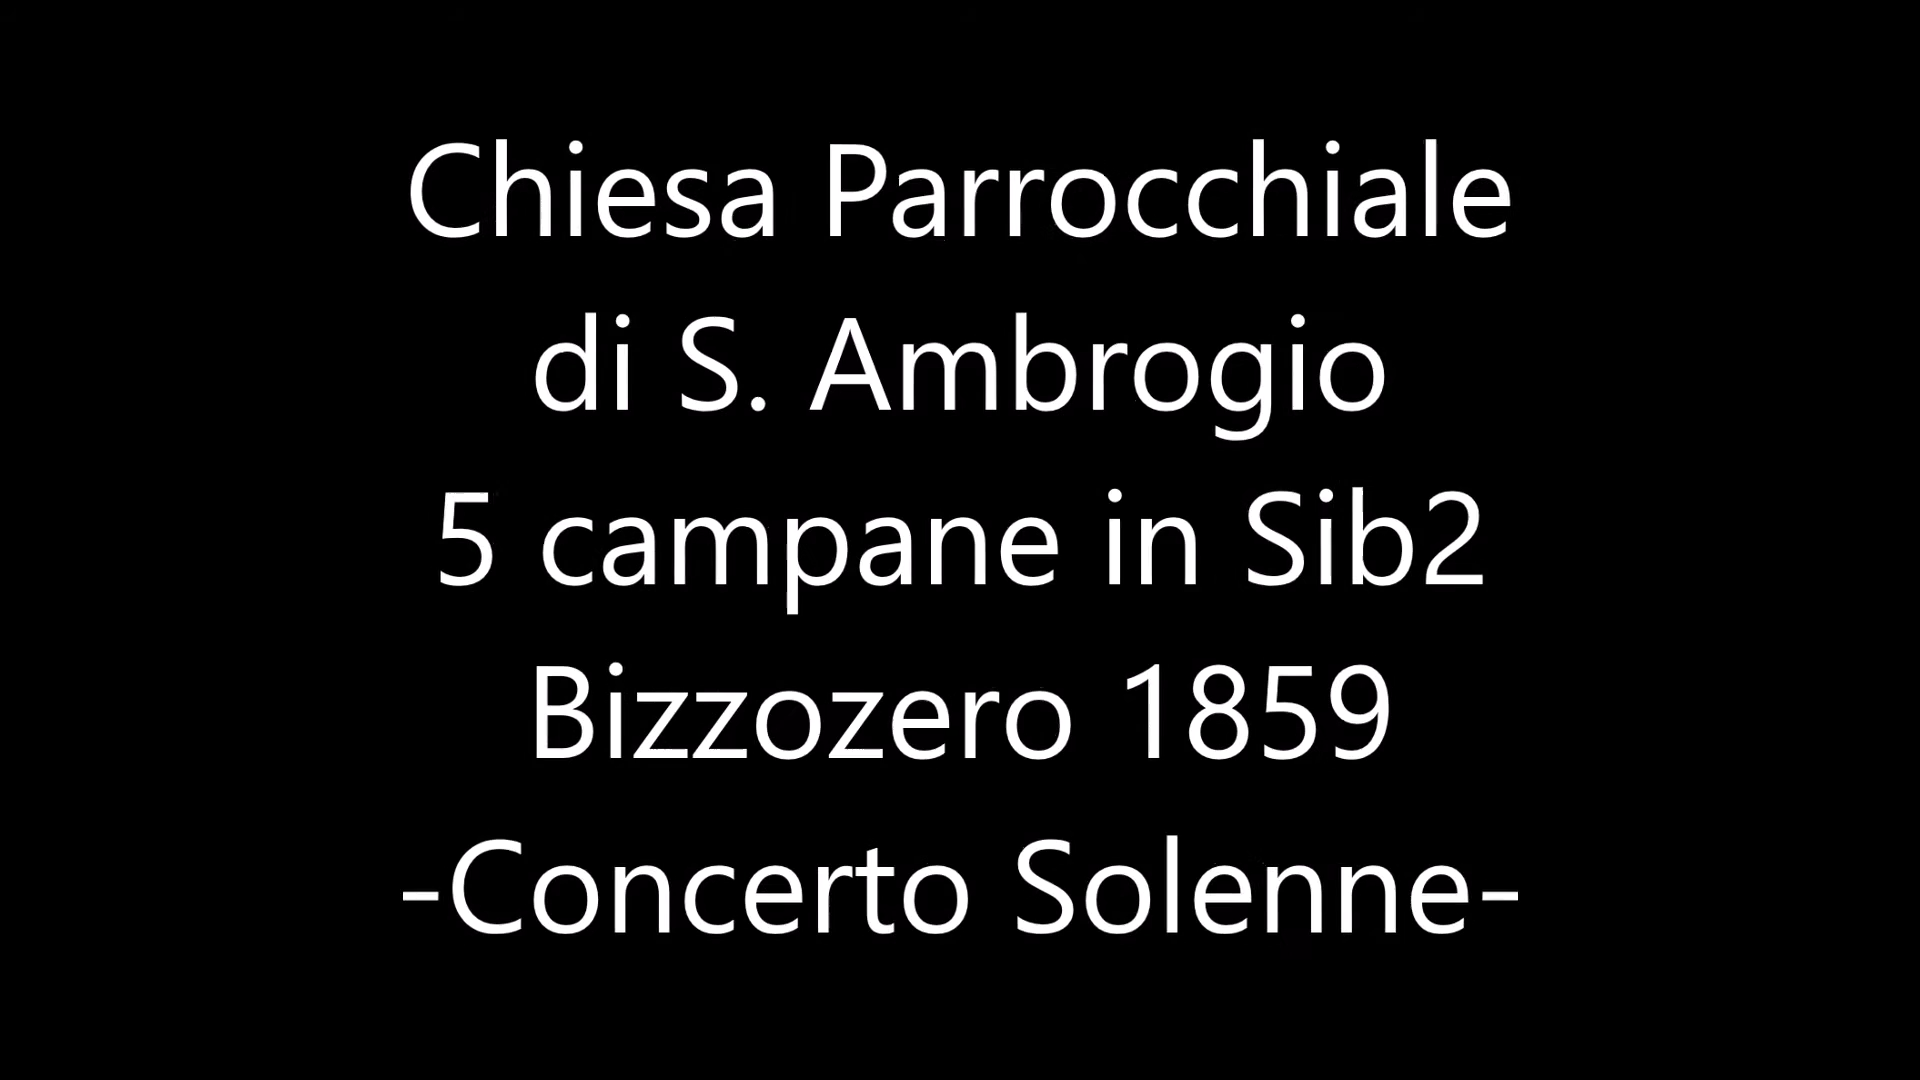 Chiesa Parrocchiale
di S. Ambrogio
5 campane in Sib2
Bizzozero 1859
-Concerto Solenne-